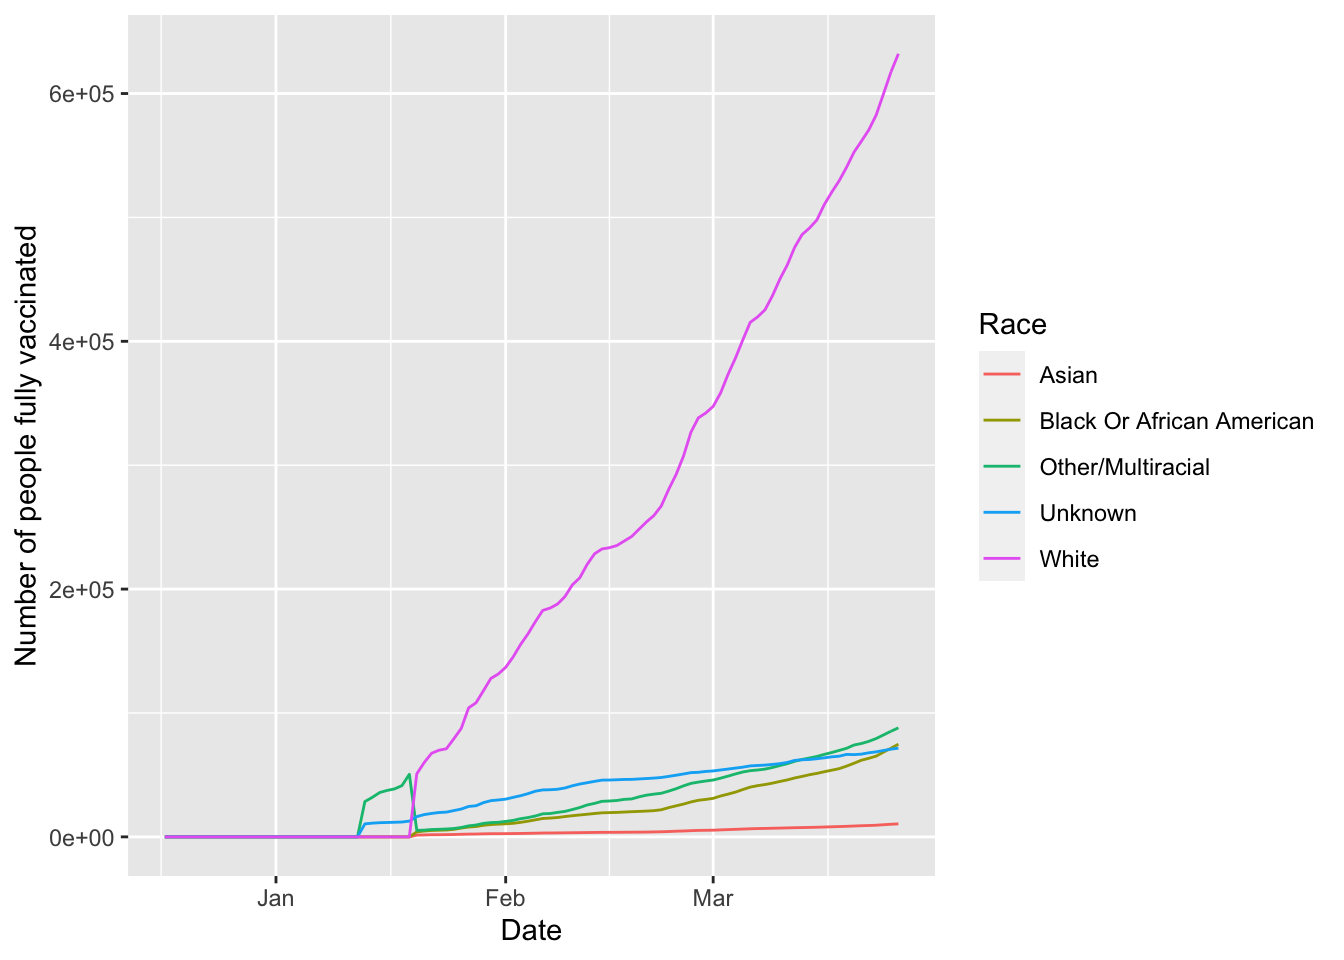 Number of people fully vaccinated
6e+05
4e+05
2e+05
0e+00
Jan Feb Mar
Date
Race
Asian
Black Or African American
Other/Multiracial
Unknown
White